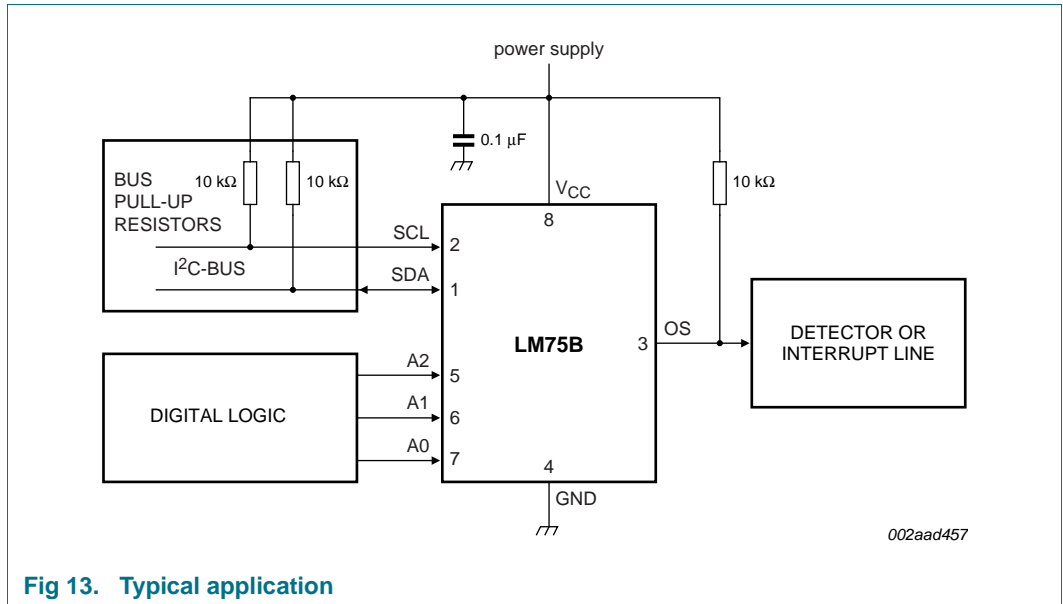 power supply
0.1 μF
BUS
PULL-UP
RESISTORS
10 kΩ
10 kΩ
10 kΩ
VCC
8
SCL
2
I2C-BUS
SDA
1
LM75B
3
OS
DETECTOR OR
INTERRUPT LINE
A2
5
DIGITAL LOGIC
A1
6
A0
7
4
GND
002aad457
Fig 13. Typical application